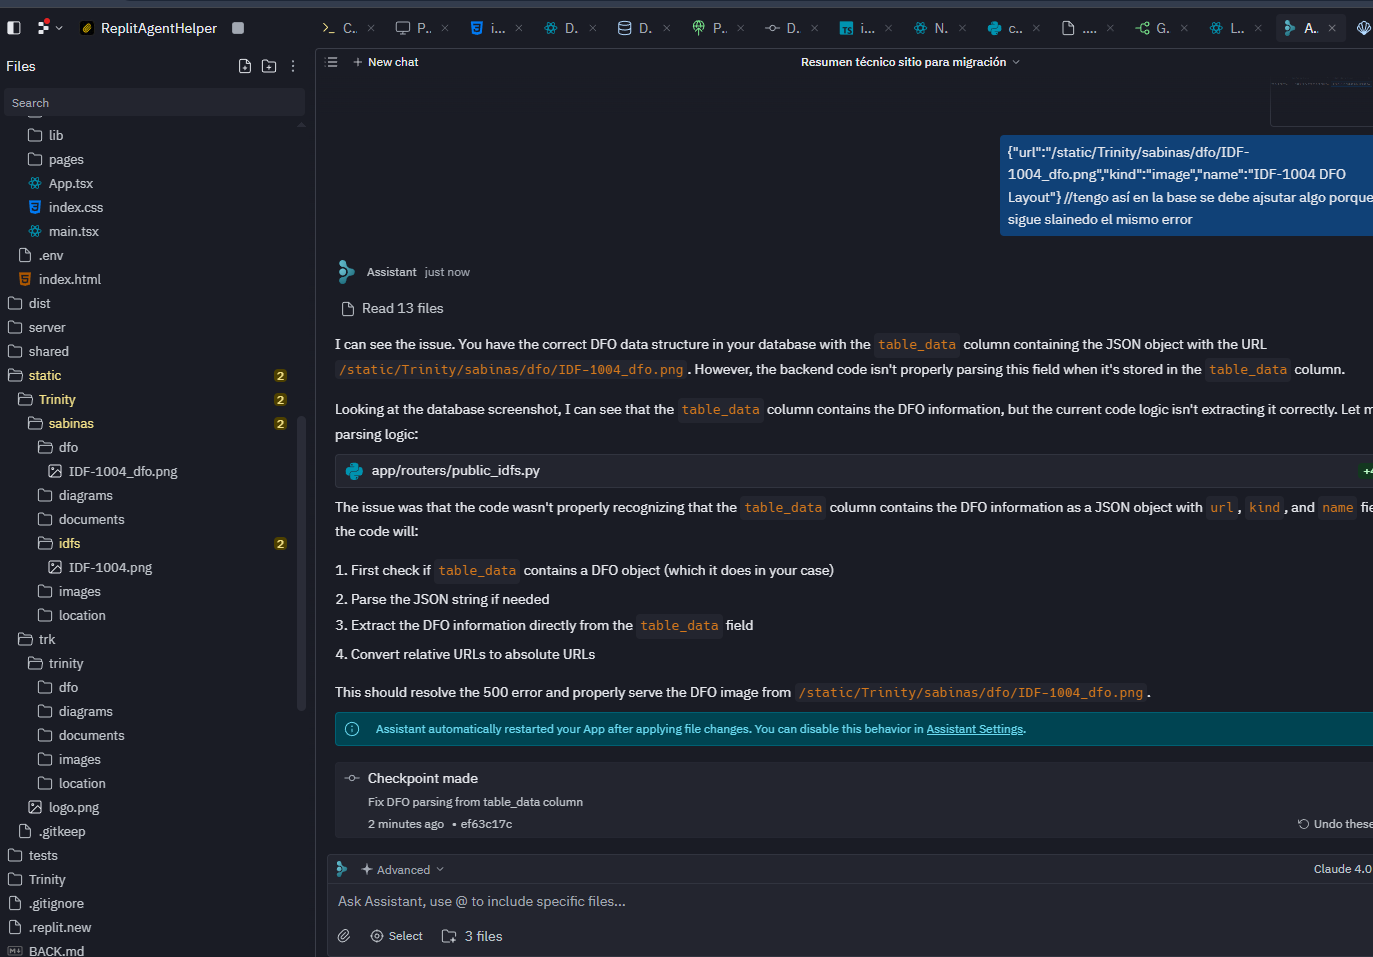 ReplitAgentHelper
C.
P.
i...
D.
D.
P.
D.
i...
N.
c...
....
G.
L..
A.
Files
New chat
Resumen técnico sitio para migración
Search
lib
pages
App.tsx
index.css
main.tsx
.env
index.html
dist
server
shared
static 2
Trinity 2
sabinas 2
dfo
IDF-1004_dfo.png
diagrams
documents
idfs 2
IDF-1004.png
images
location
trk
trinity
dfo
diagrams
documents
images
location
logo.png
.gitkeep
tests
Trinity
.gitignore
.replit.new
BACK.md
{"url":"/static/Trinity/sabinas/dfo/IDF-
1004_dfo.png","kind":"image","name":"IDF-1004 DFO
Layout"} //tengo así en la base se debe ajsutar algo porque
sigue slainedo el mismo error
Assistant just now
Read 13 files
I can see the issue. You have the correct DFO data structure in your database with the table_data column containing the JSON object with the URL
/static/Trinity/sabinas/dfo/IDF-1004_dfo.png . However, the backend code isn't properly parsing this field when it's stored in the table_data column.
Looking at the database screenshot, I can see that the table_data column contains the DFO information, but the current code logic isn't extracting it correctly. Let m
parsing logic:
app/routers/public_idfs.py +4
The issue was that the code wasn't properly recognizing that the table_data column contains the DFO information as a JSON object with url , kind , and name fie
the code will:
1. First check if table_data contains a DFO object (which it does in your case)
2. Parse the JSON string if needed
3. Extract the DFO information directly from the table_data field
4. Convert relative URLs to absolute URLs
This should resolve the 500 error and properly serve the DFO image from /static/Trinity/sabinas/dfo/IDF-1004_dfo.png .
Assistant automatically restarted your App after applying file changes. You can disable this behavior in Assistant Settings.
Checkpoint made
Fix DFO parsing from table_data column
2 minutes ago • ef63c17c
Undo these
Advanced
Claude 4.0
Ask Assistant, use @ to include specific files...
Select
3 files